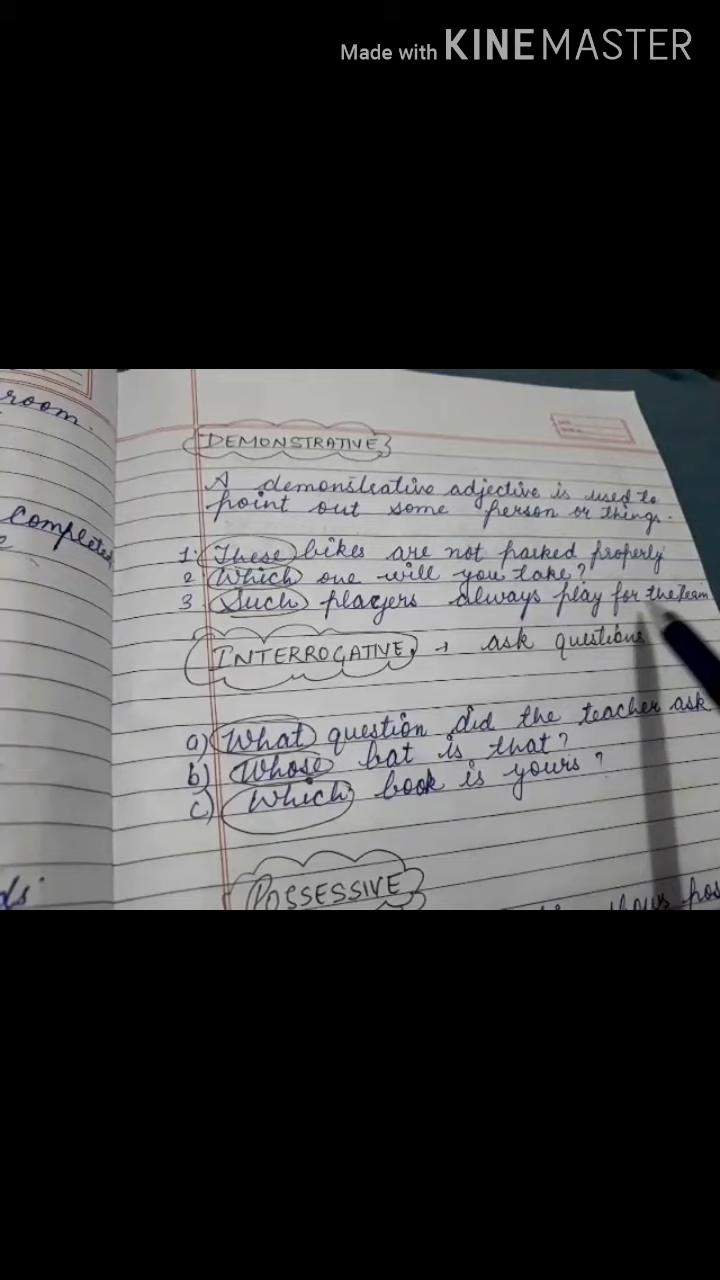 Made with KINEMASTER
room.
complete
DEMONSTRATIVE
A demonstrative adjective is used to
point out some person or things.
1. These bikes are not parked properly
2 Which one will you take?
3 Such players always play for the team
INTERROGATIVE. → ask questions
a) What question did the teacher ask
b) Whose bat is that?
c) Which book is yours?
POSSESSIVE